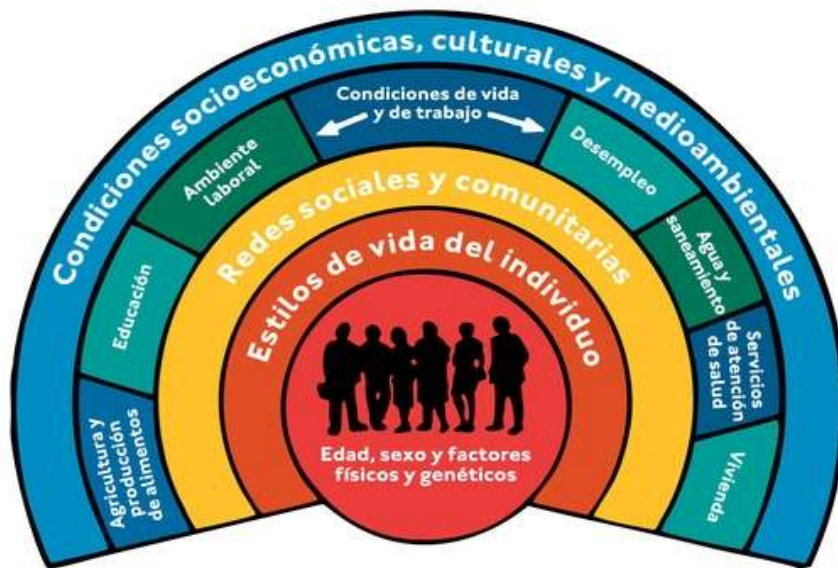 Condiciones socioeconómicas, culturales y medioambientales
Condiciones de vida
y de trabajo
Agricultura y
producción
de alimentos
Educación
Ambiente
laboral
Desempleo
Agua y
saneamiento
Servicios
de atención
de salud
Vivienda
Redes sociales y comunitarias
Estilos de vida del individuo
Edad, sexo y factores
físicos y genéticos